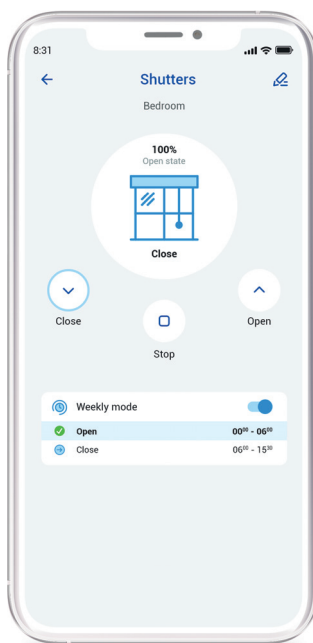 8:31
Shutters
Bedroom
100%
Open state
Close
Close
Open
Stop
Weekly mode
Open 00⁰⁰ - 06⁰⁰
Close 06⁰⁰ - 15³⁰